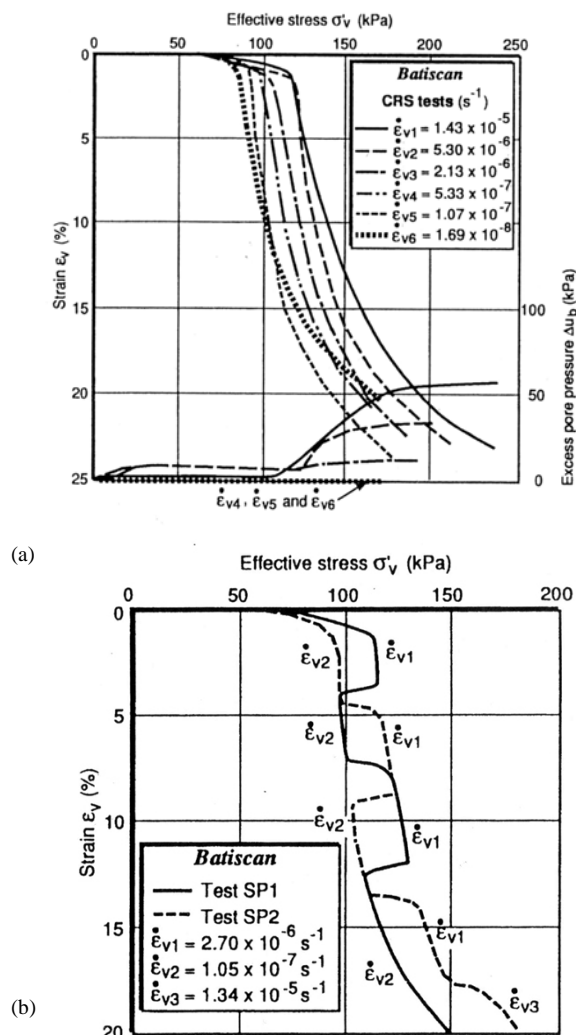 Effective stress σ'v (kPa)
0 50 100 150 200 250
0
5
10
15
20
25
Strain εv (%)
Batiscan
CRS tests (s⁻¹)
ε̇v1 = 1.43 x 10⁻⁵
ε̇v2 = 5.30 x 10⁻⁶
ε̇v3 = 2.13 x 10⁻⁶
ε̇v4 = 5.33 x 10⁻⁷
ε̇v5 = 1.07 x 10⁻⁷
ε̇v6 = 1.69 x 10⁻⁸
100
50
0
Excess pore pressure Δub (kPa)
ε̇v4 , ε̇v5 and ε̇v6
(a)
Effective stress σ'v (kPa)
0 50 100 150 200
0
5
10
15
20
Strain εv (%)
ε̇v2
ε̇v1
ε̇v2
ε̇v1
ε̇v2
ε̇v1
ε̇v1
ε̇v2
ε̇v3
Batiscan
Test SP1
Test SP2
ε̇v1 = 2.70 x 10⁻⁶ s⁻¹
ε̇v2 = 1.05 x 10⁻⁷ s⁻¹
ε̇v3 = 1.34 x 10⁻⁵ s⁻¹
(b)